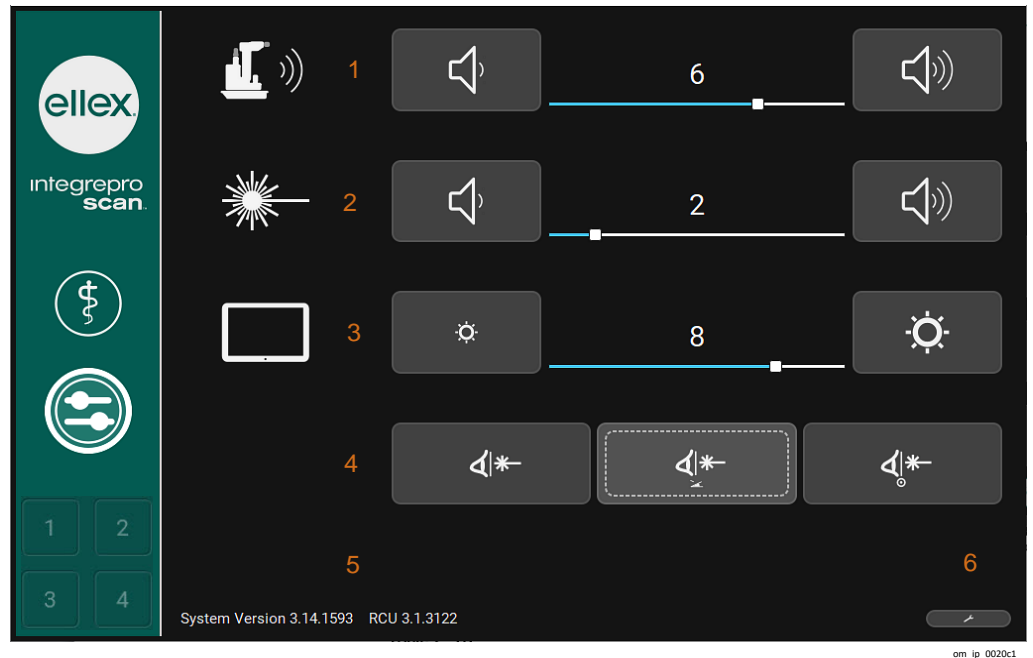 ellex
ıntegrepro
scan
1
6
2
2
3
8
4
5
6
1 2
3 4
System Version 3.14.1593 RCU 3.1.3122
om_ip_0020c1